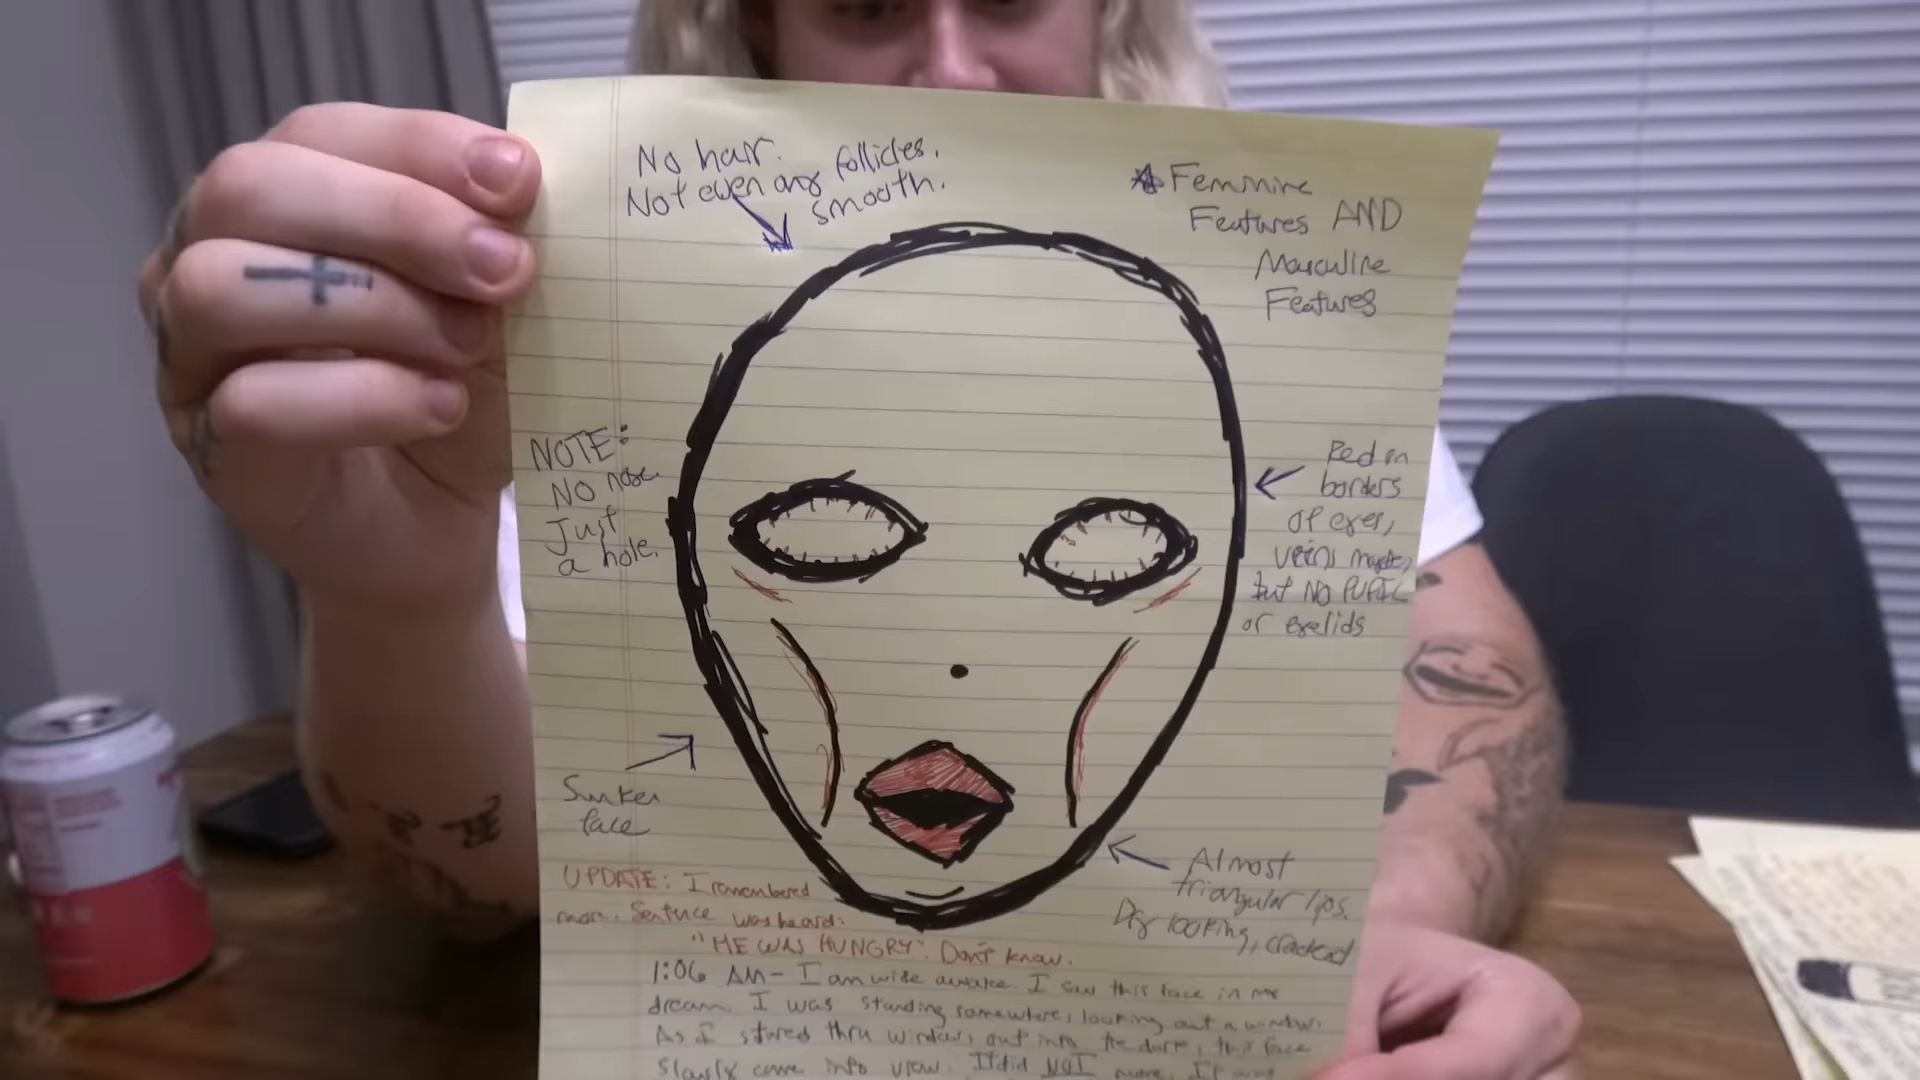 No hair.
Not even any follicles.
smooth.
Feminine
Features AND
Masculine
Features
NOTE:
NO nose.
Just
a hole.
Red on
borders
of eyes,
veins maybe,
but NO PUPIL
or eyelids
Sunken
face
Almost
triangular lips.
Dry looking, cracked
UPDATE: I remembered
more. Sentence was heard:
"HE WAS HUNGRY". Don't know.
1:06 AM- I am wide awake. I saw this face in my
dream. I was standing somewhere, looking out a window.
As I stared thru window, out into the dark, this face
slowly came into view. It did NOT move. It was